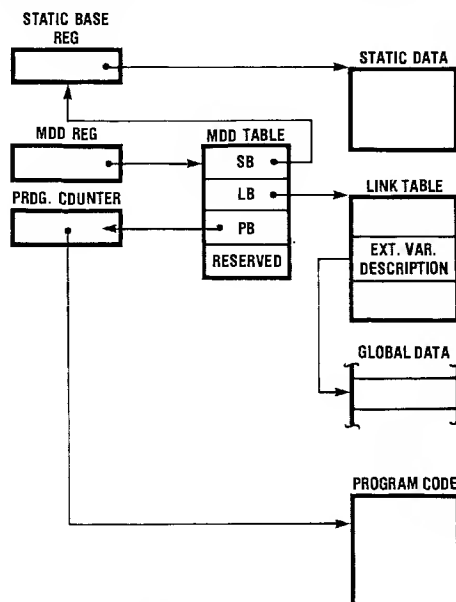 STATIC BASE
REG
STATIC DATA
MDD REG
MDD TABLE
SB
LB
PB
RESERVED
PRDG. COUNTER
LINK TABLE
EXT. VAR.
DESCRIPTION
GLOBAL DATA
PROGRAM CODE